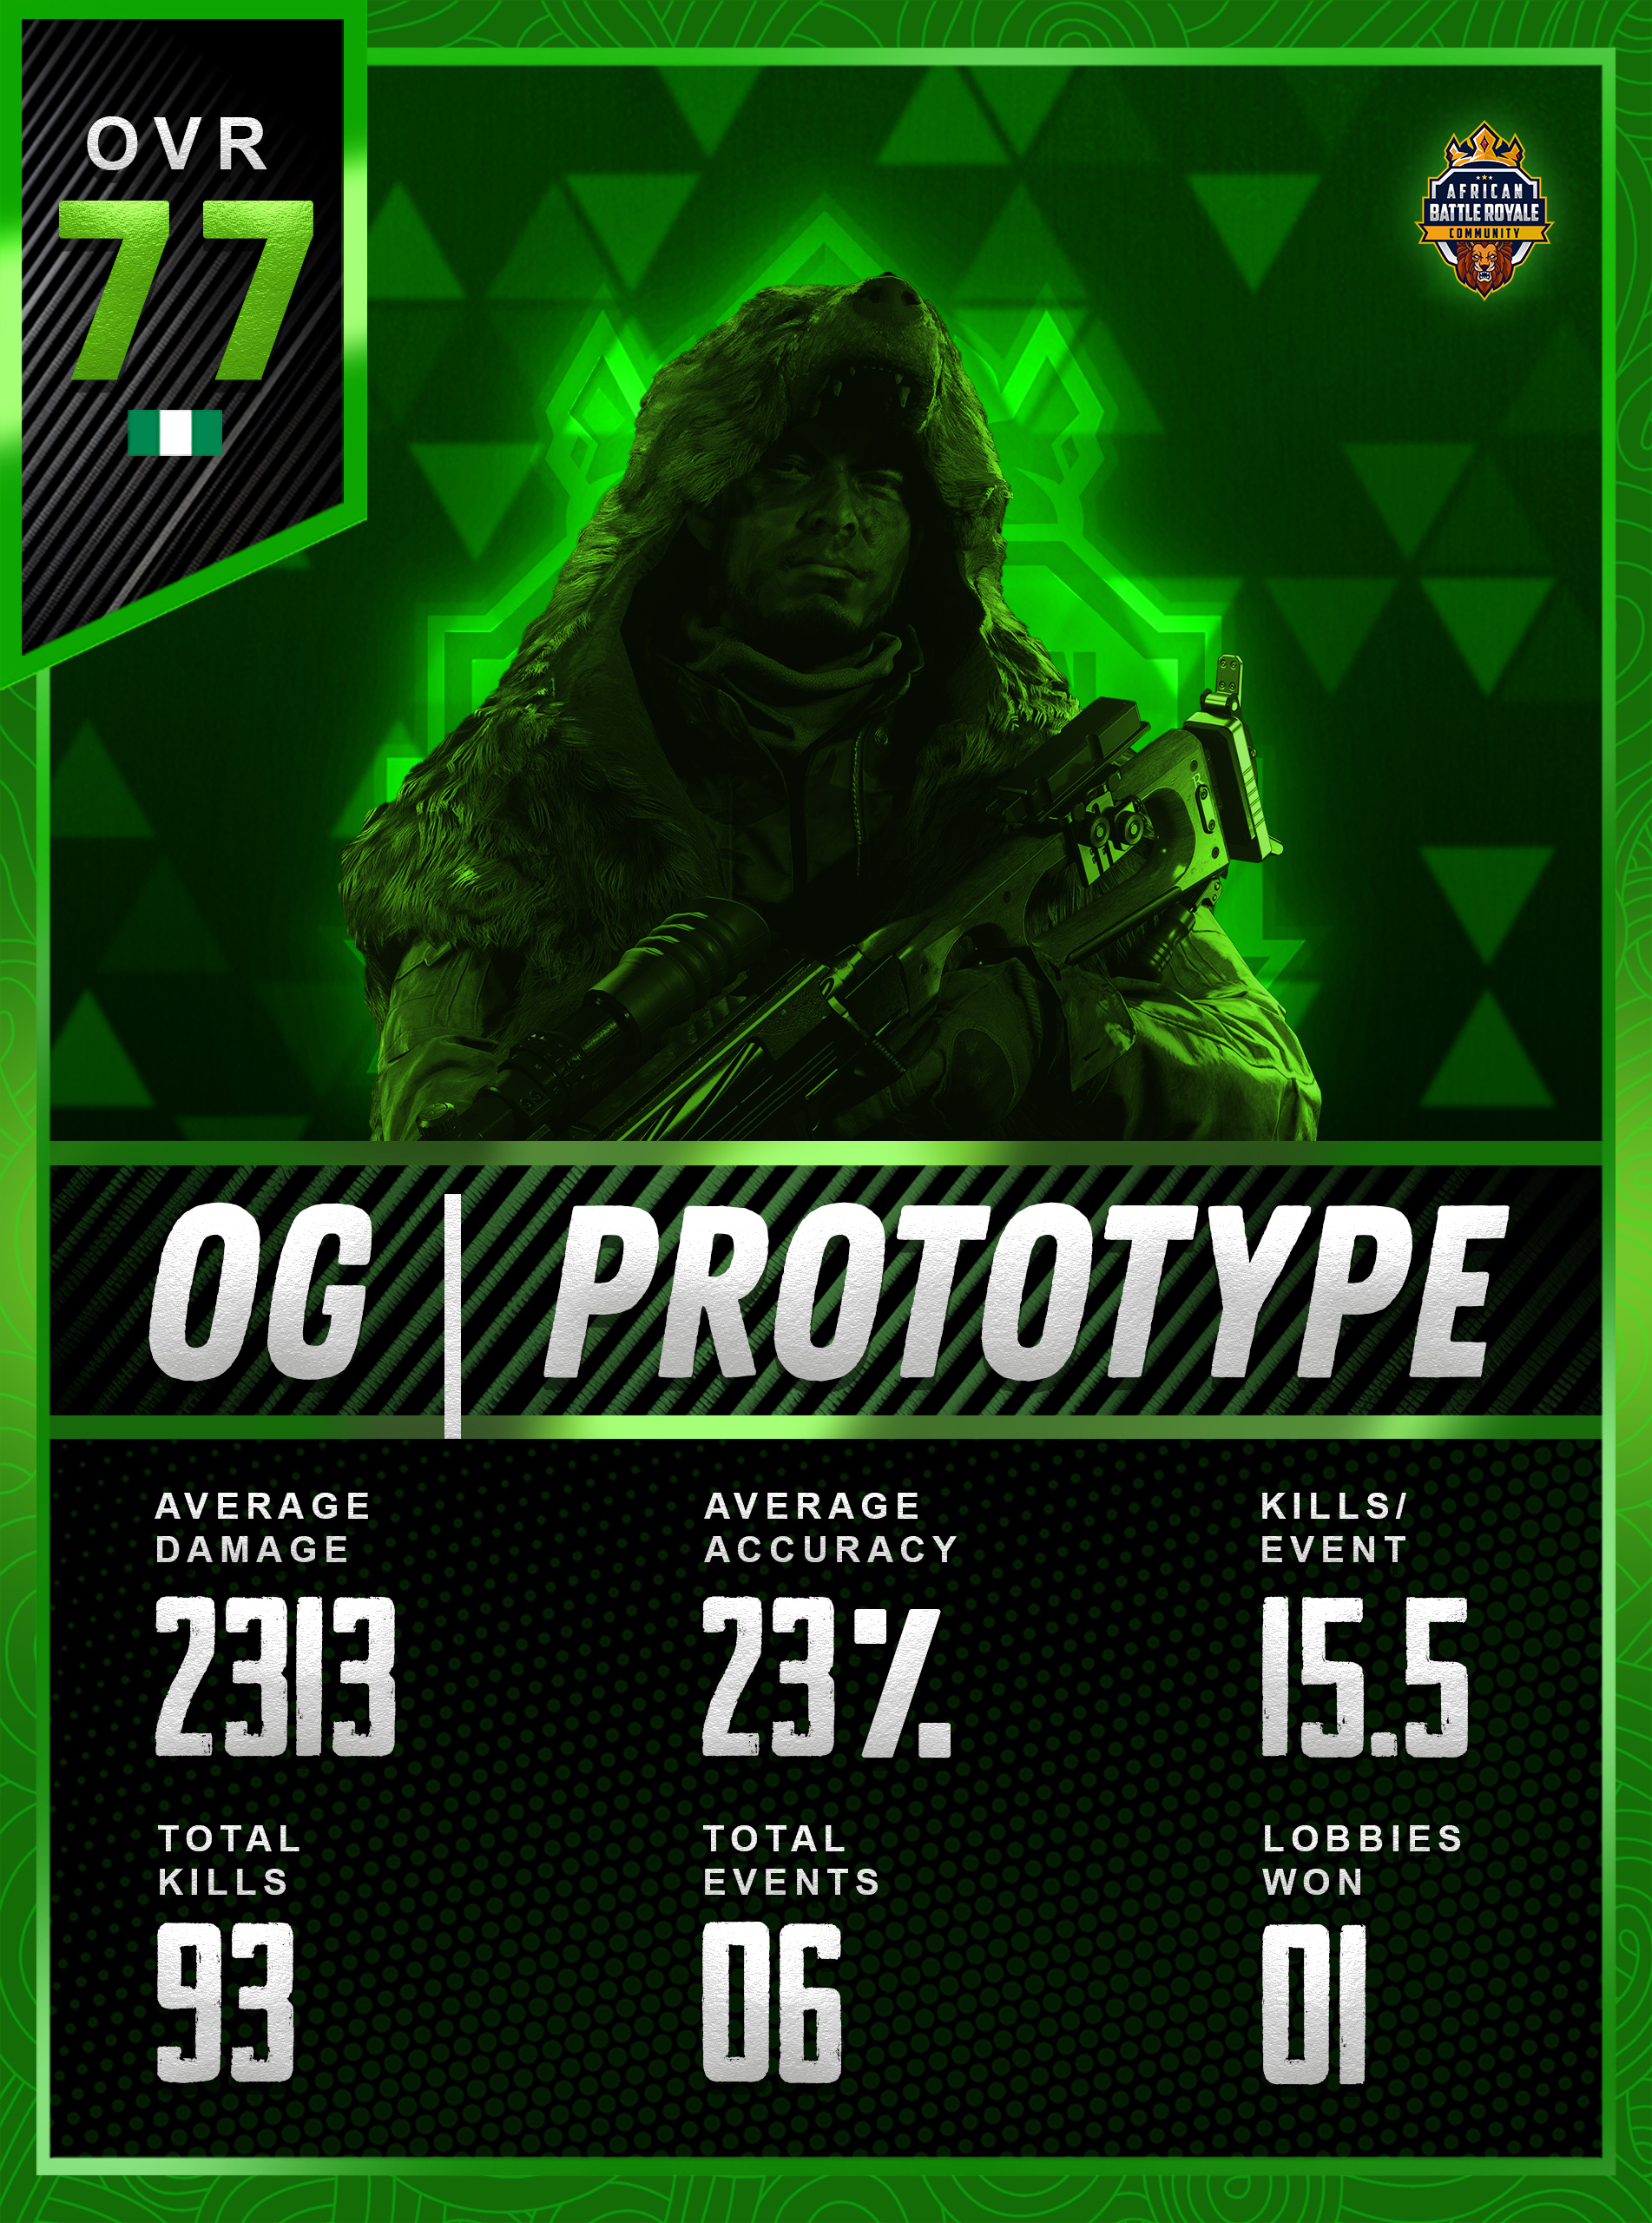 OVR
77
AFRICAN
BATTLE ROYALE
COMMUNITY
OG | PROTOTYPE
AVERAGE
DAMAGE
2313
AVERAGE
ACCURACY
23%
KILLS/
EVENT
15.5
TOTAL
KILLS
93
TOTAL
EVENTS
06
LOBBIES
WON
01